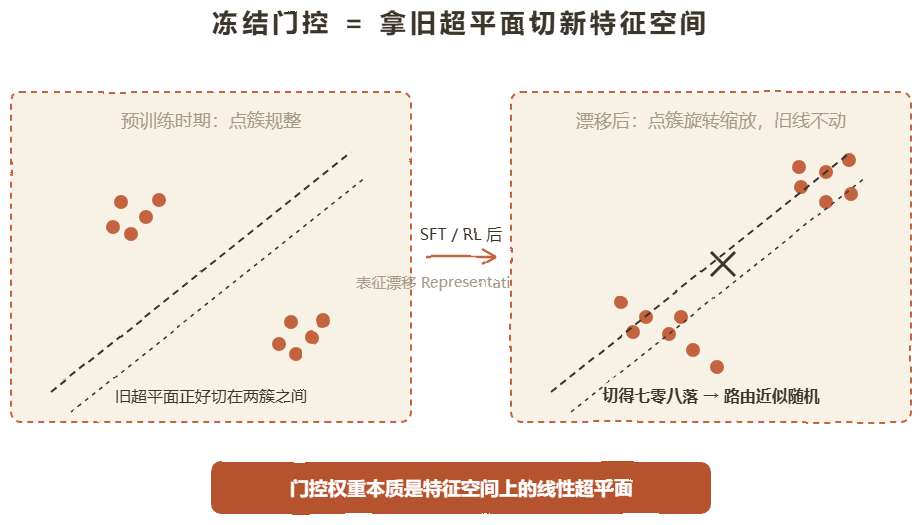 冻结门控 = 拿旧超平面切新特征空间
预训练时期：点簇规整
漂移后：点簇旋转缩放，旧线不动
SFT / RL 后
表征漂移 Representati
旧超平面正好切在两簇之间
切得七零八落 → 路由近似随机
门控权重本质是特征空间上的线性超平面